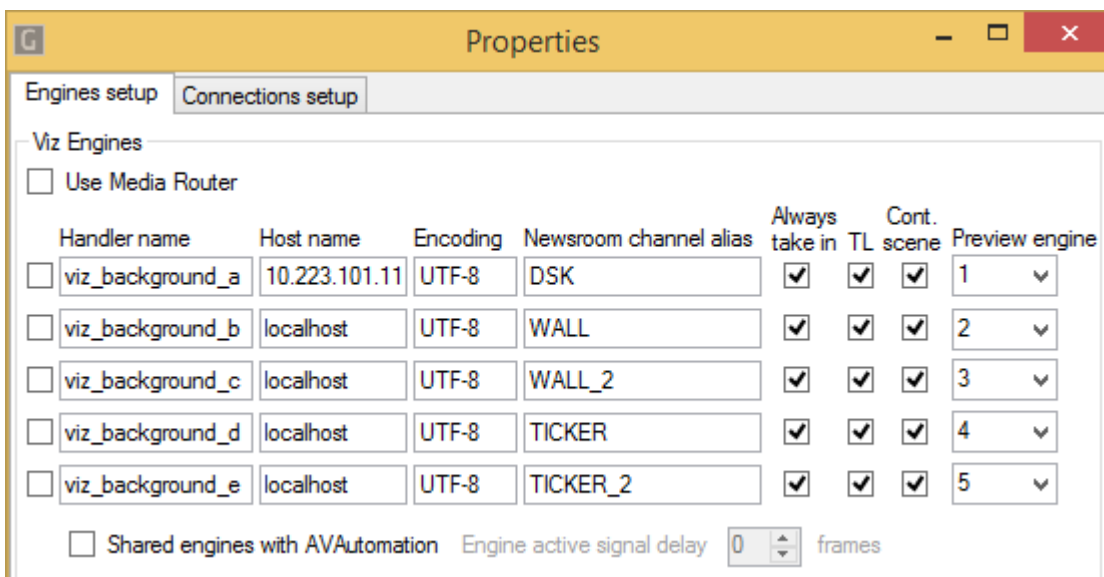 G Properties
Engines setup Connections setup
Viz Engines
Use Media Router
Always Cont.
Handler name Host name Encoding Newsroom channel alias take in TL scene Preview engine
viz_background_a 10.223.101.11 UTF-8 DSK 1
viz_background_b localhost UTF-8 WALL 2
viz_background_c localhost UTF-8 WALL_2 3
viz_background_d localhost UTF-8 TICKER 4
viz_background_e localhost UTF-8 TICKER_2 5
Shared engines with AVAutomation Engine active signal delay 0 frames